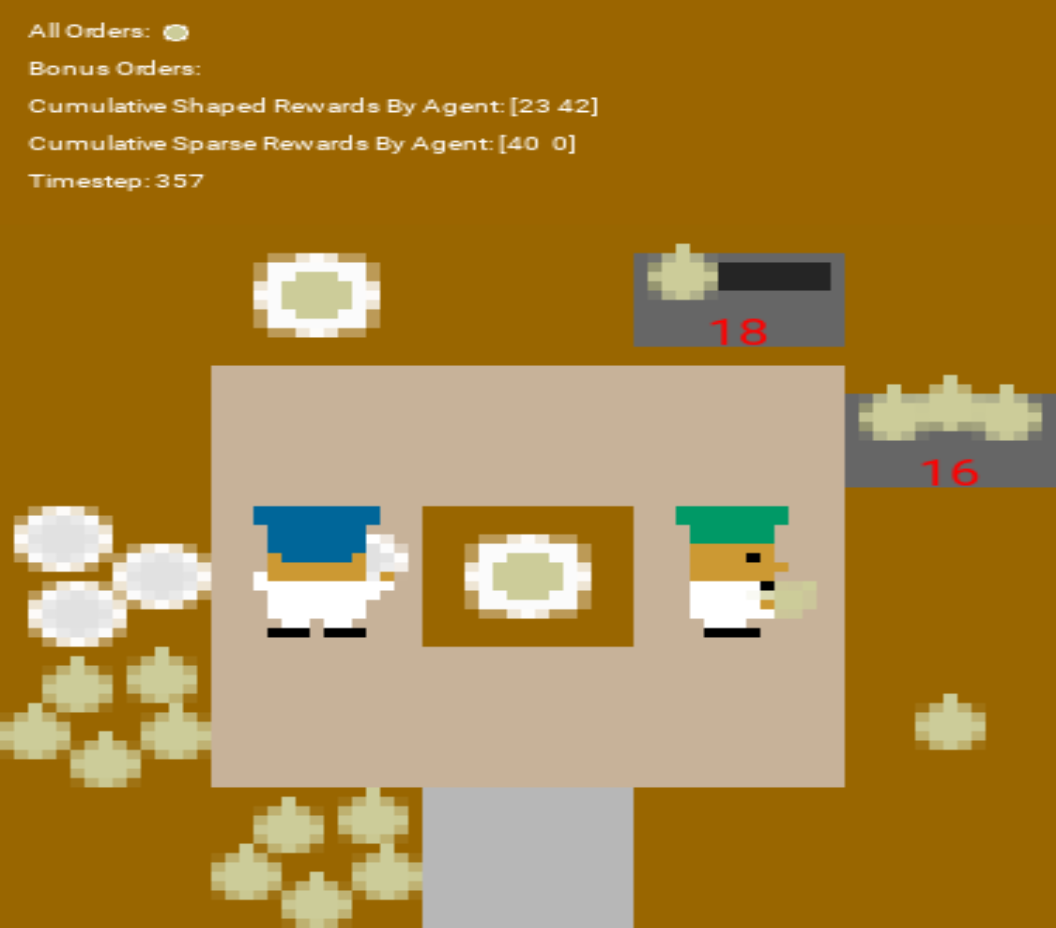 All Orders:
Bonus Orders:
Cumulative Shaped Rewards By Agent: [23 42]
Cumulative Sparse Rewards By Agent: [40  0]
Timestep: 357
18
16